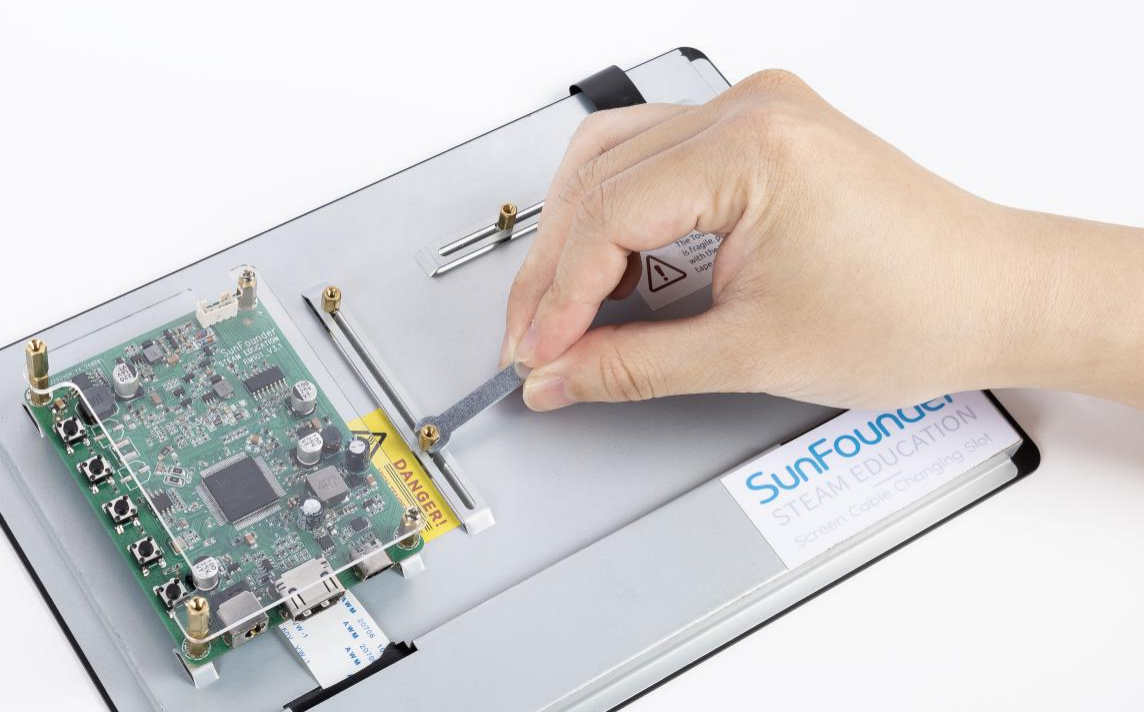 SunFounder
STEAM EDUCATION
The Tou
is fragile, p
with the
tape
DANGER!
SunFounder
STEAM EDUCATION
Screen Cable Changing Slot
AWM 20706
AWM
AWM